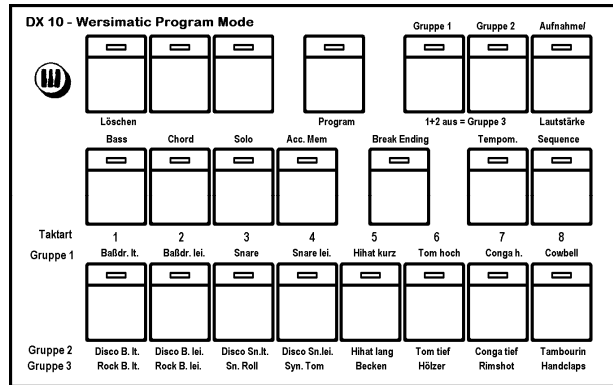 DX 10 - Wersimatic Program Mode
Gruppe 1 Gruppe 2 Aufnahme/
Löschen Program 1+2 aus = Gruppe 3 Lautstärke
Bass Chord Solo Acc. Mem Break Ending Tempom. Sequence
Taktart 1 2 3 4 5 6 7 8
Gruppe 1 Baßdr. lt. Baßdr. lei. Snare Snare lei. Hihat kurz Tom hoch Conga h. Cowbell
Gruppe 2 Disco B. lt. Disco B. lei. Disco Sn.lt. Disco Sn.lei. Hihat lang Tom tief Conga tief Tambourin
Gruppe 3 Rock B. lt. Rock B. lei. Sn. Roll Syn. Tom Becken Hölzer Rimshot Handclaps